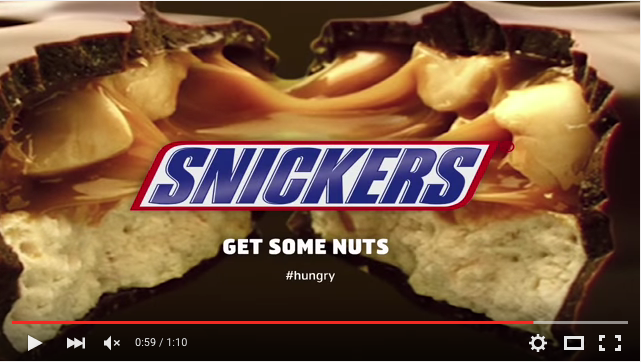 SNICKERS
GET SOME NUTS
#hungry
0:59 / 1:10